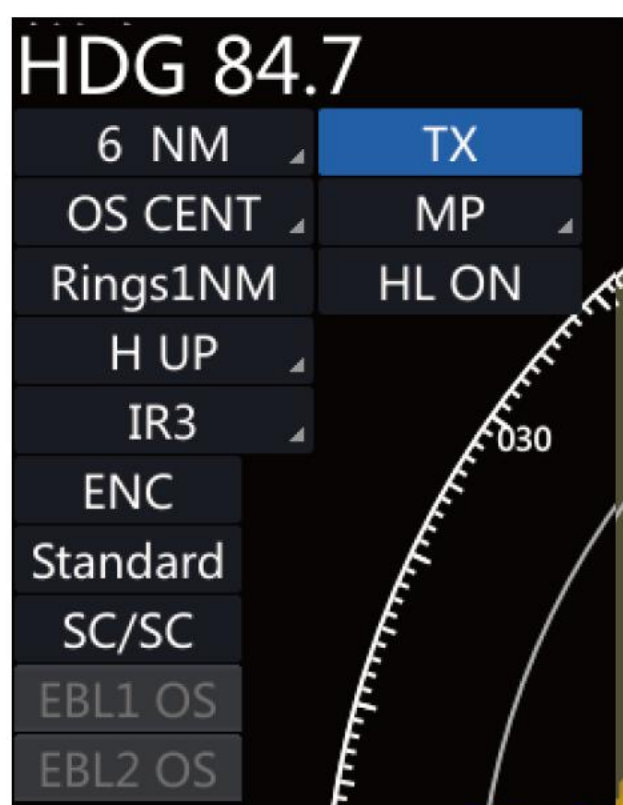 HDG 84.7
6 NM TX
OS CENT MP
Rings1NM HL ON
H UP
IR3
030
ENC
Standard
SC/SC
EBL1 OS
EBL2 OS